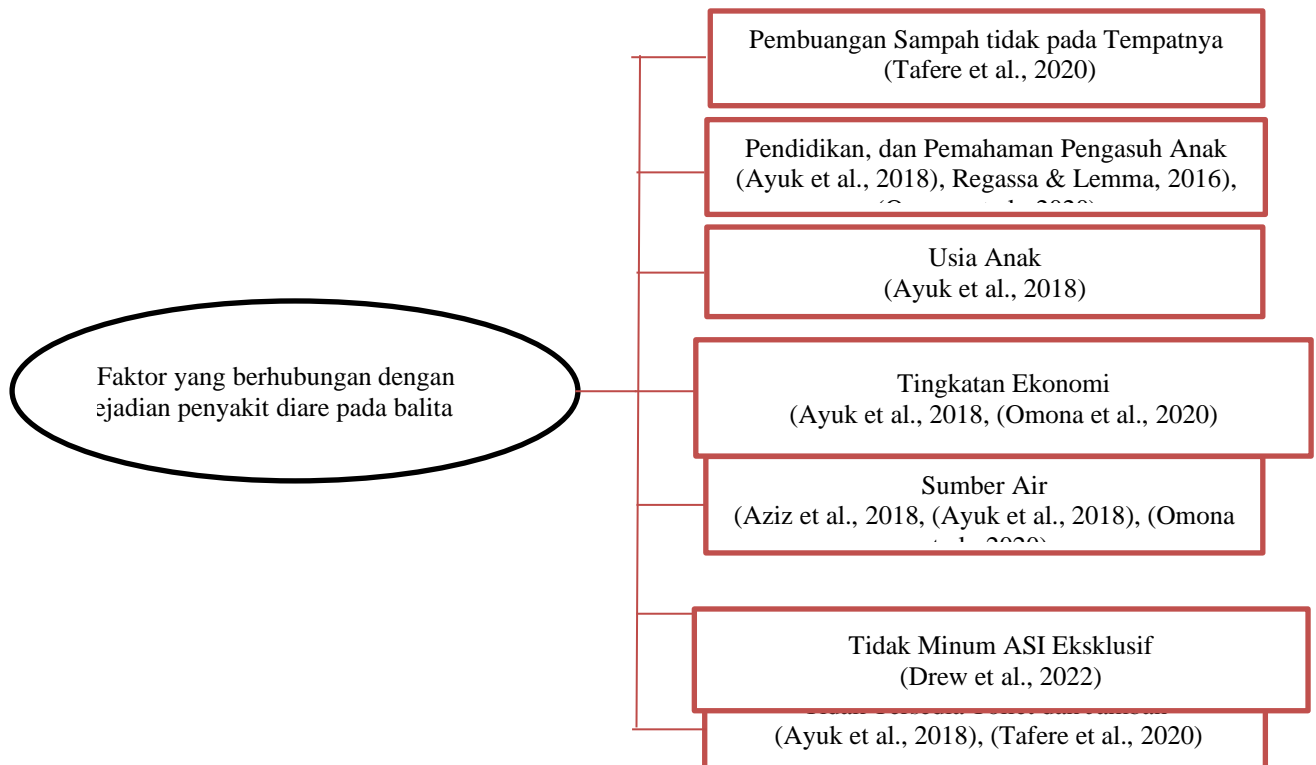 Pembuangan Sampah tidak pada Tempatnya
(Tafere et al., 2020)
Pendidikan, dan Pemahaman Pengasuh Anak
(Ayuk et al., 2018), Regassa & Lemma, 2016),
Usia Anak
(Ayuk et al., 2018)
Faktor yang berhubungan dengan
ejadian penyakit diare pada balita
Tingkatan Ekonomi
(Ayuk et al., 2018, (Omona et al., 2020)
Sumber Air
(Aziz et al., 2018, (Ayuk et al., 2018), (Omona
Tidak Minum ASI Eksklusif
(Drew et al., 2022)
(Ayuk et al., 2018), (Tafere et al., 2020)